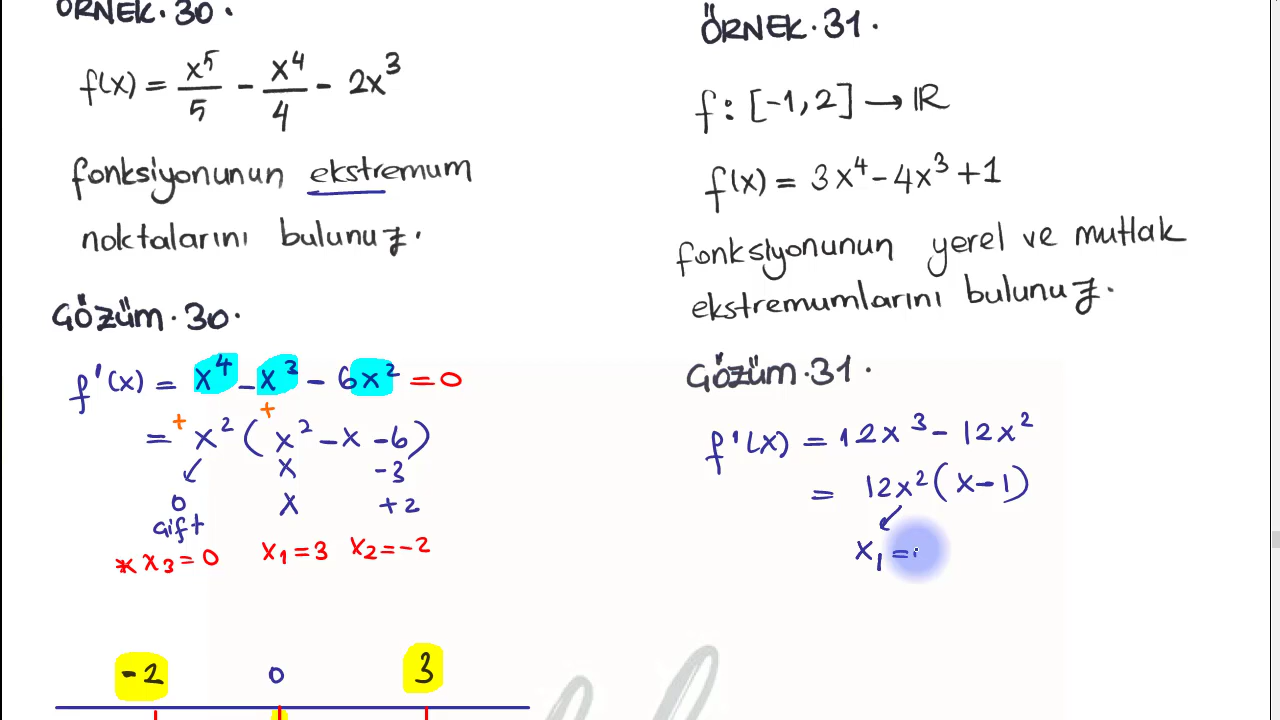 ÖRNEK.30.
f(x) = x⁵/5 - x⁴/4 - 2x³
fonksiyonunun ekstremum
noktalarını bulunuz.
ÇÖZÜM.30.
f'(x) = x⁴ - x³ - 6x² = 0
+ +
= x² (x² - x - 6)
x -3
0 x +2
çift
* x₃ = 0 x₁ = 3 x₂ = -2
-2 0 3
ÖRNEK.31.
f: [-1,2] → IR
f(x) = 3x⁴ - 4x³ + 1
fonksiyonunun yerel ve mutlak
ekstremumlarını bulunuz.
ÇÖZÜM.31.
f'(x) = 12x³ - 12x²
= 12x² (x - 1)
x₁ =